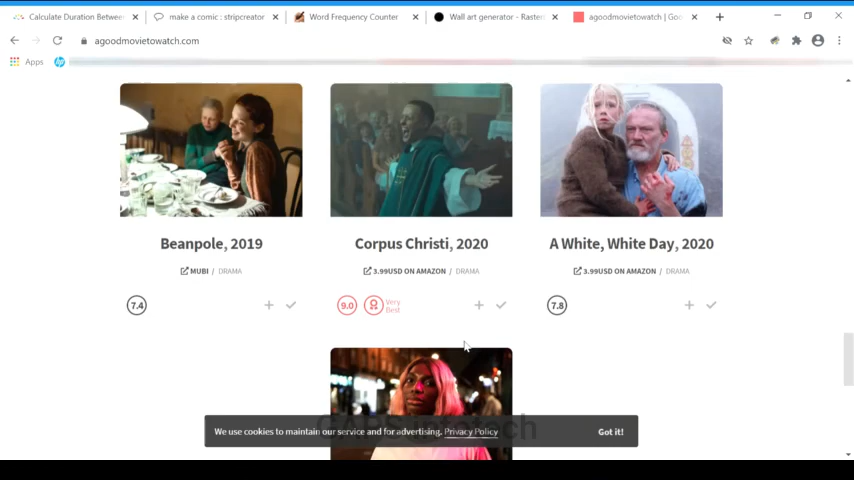 Calculate Duration Between
make a comic : stripcreator
Word Frequency Counter
Wall art generator - Raster
agoodmovietowatch | Goo
agoodmovietowatch.com
Apps
Beanpole, 2019
Corpus Christi, 2020
A White, White Day, 2020
MUBI / DRAMA
3.99USD ON AMAZON / DRAMA
3.99USD ON AMAZON / DRAMA
7.4
9.0
Very
Best
7.8
We use cookies to maintain our service and for advertising. Privacy Policy
Got it!